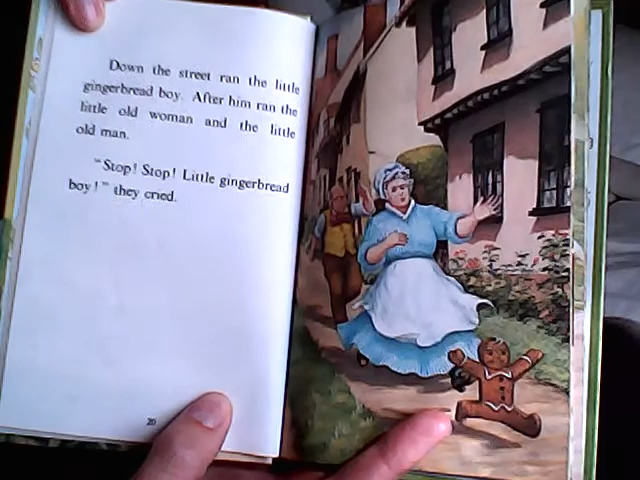 Down the street ran the little
gingerbread boy. After him ran the
little old woman and the little
old man.
"Stop! Stop! Little gingerbread
boy!" they cried.
20